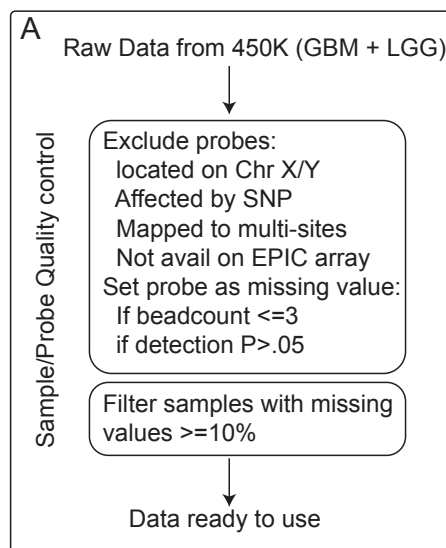 A
Raw Data from 450K (GBM + LGG)
Sample/Probe Quality control
Exclude probes:
located on Chr X/Y
Affected by SNP
Mapped to multi-sites
Not avail on EPIC array
Set probe as missing value:
If beadcount <=3
if detection P>.05
Filter samples with missing
values >=10%
Data ready to use